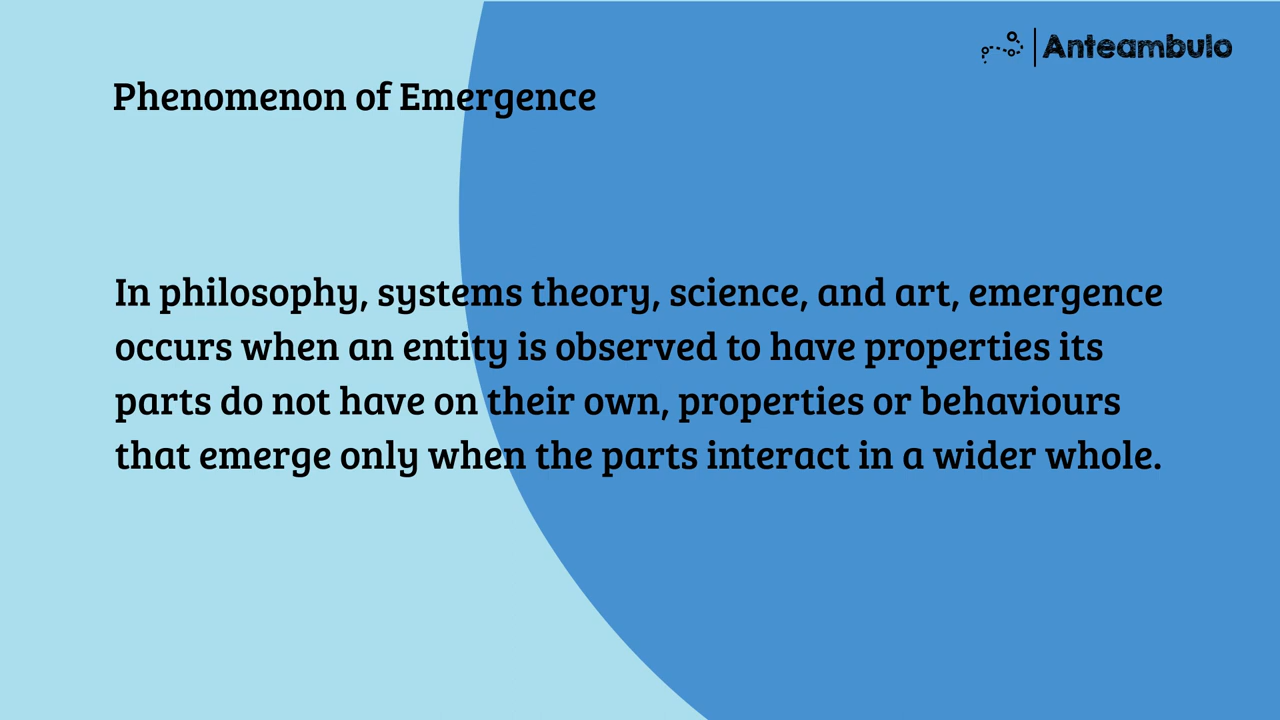 Anteambulo
Phenomenon of Emergence
In philosophy, systems theory, science, and art, emergence
occurs when an entity is observed to have properties its
parts do not have on their own, properties or behaviours
that emerge only when the parts interact in a wider whole.